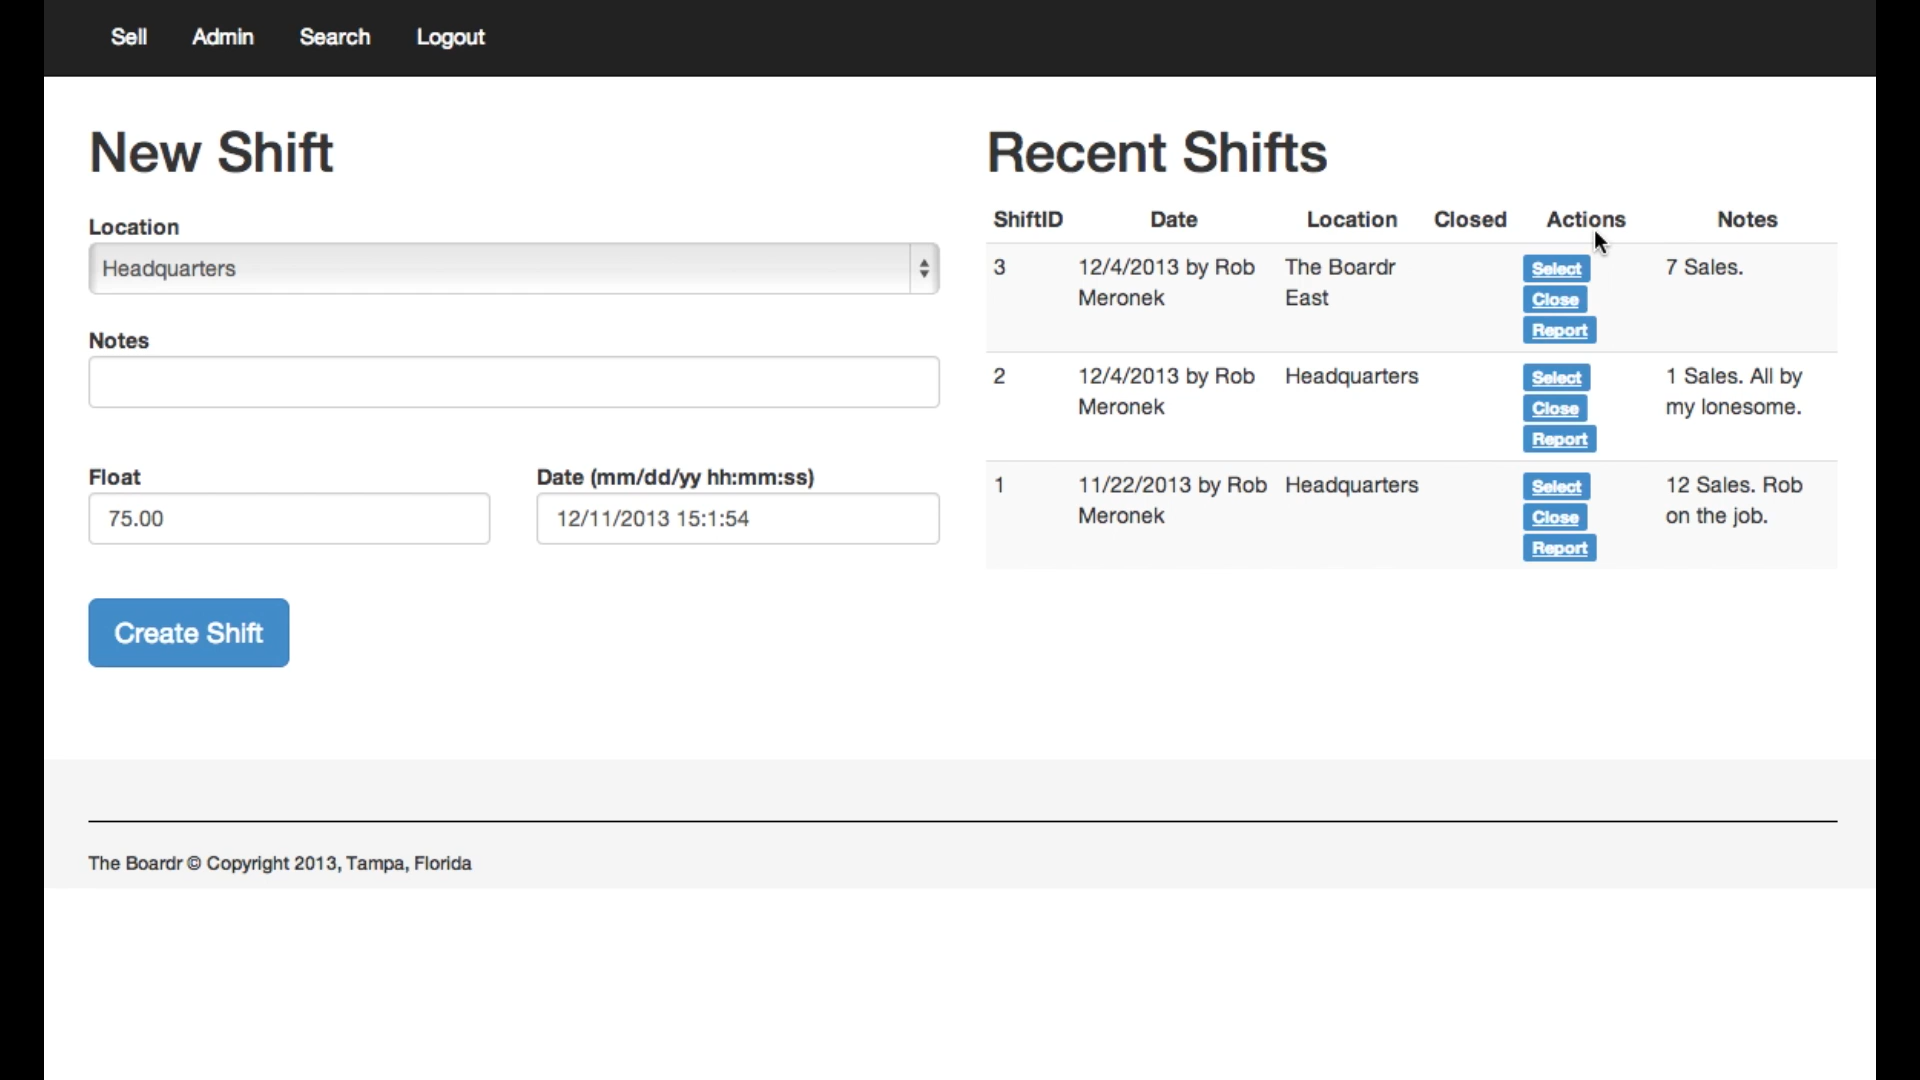 Sell Admin Search Logout
New Shift
Location
Headquarters
Notes
Float
Date (mm/dd/yy hh:mm:ss)
75.00
12/11/2013 15:1:54
Create Shift
Recent Shifts
ShiftID Date Location Closed Actions Notes
3 12/4/2013 by Rob The Boardr Select 7 Sales.
Meronek East Close
Report
2 12/4/2013 by Rob Headquarters Select 1 Sales. All by
Meronek Close my lonesome.
Report
1 11/22/2013 by Rob Headquarters Select 12 Sales. Rob
Meronek Close on the job.
Report
The Boardr © Copyright 2013, Tampa, Florida